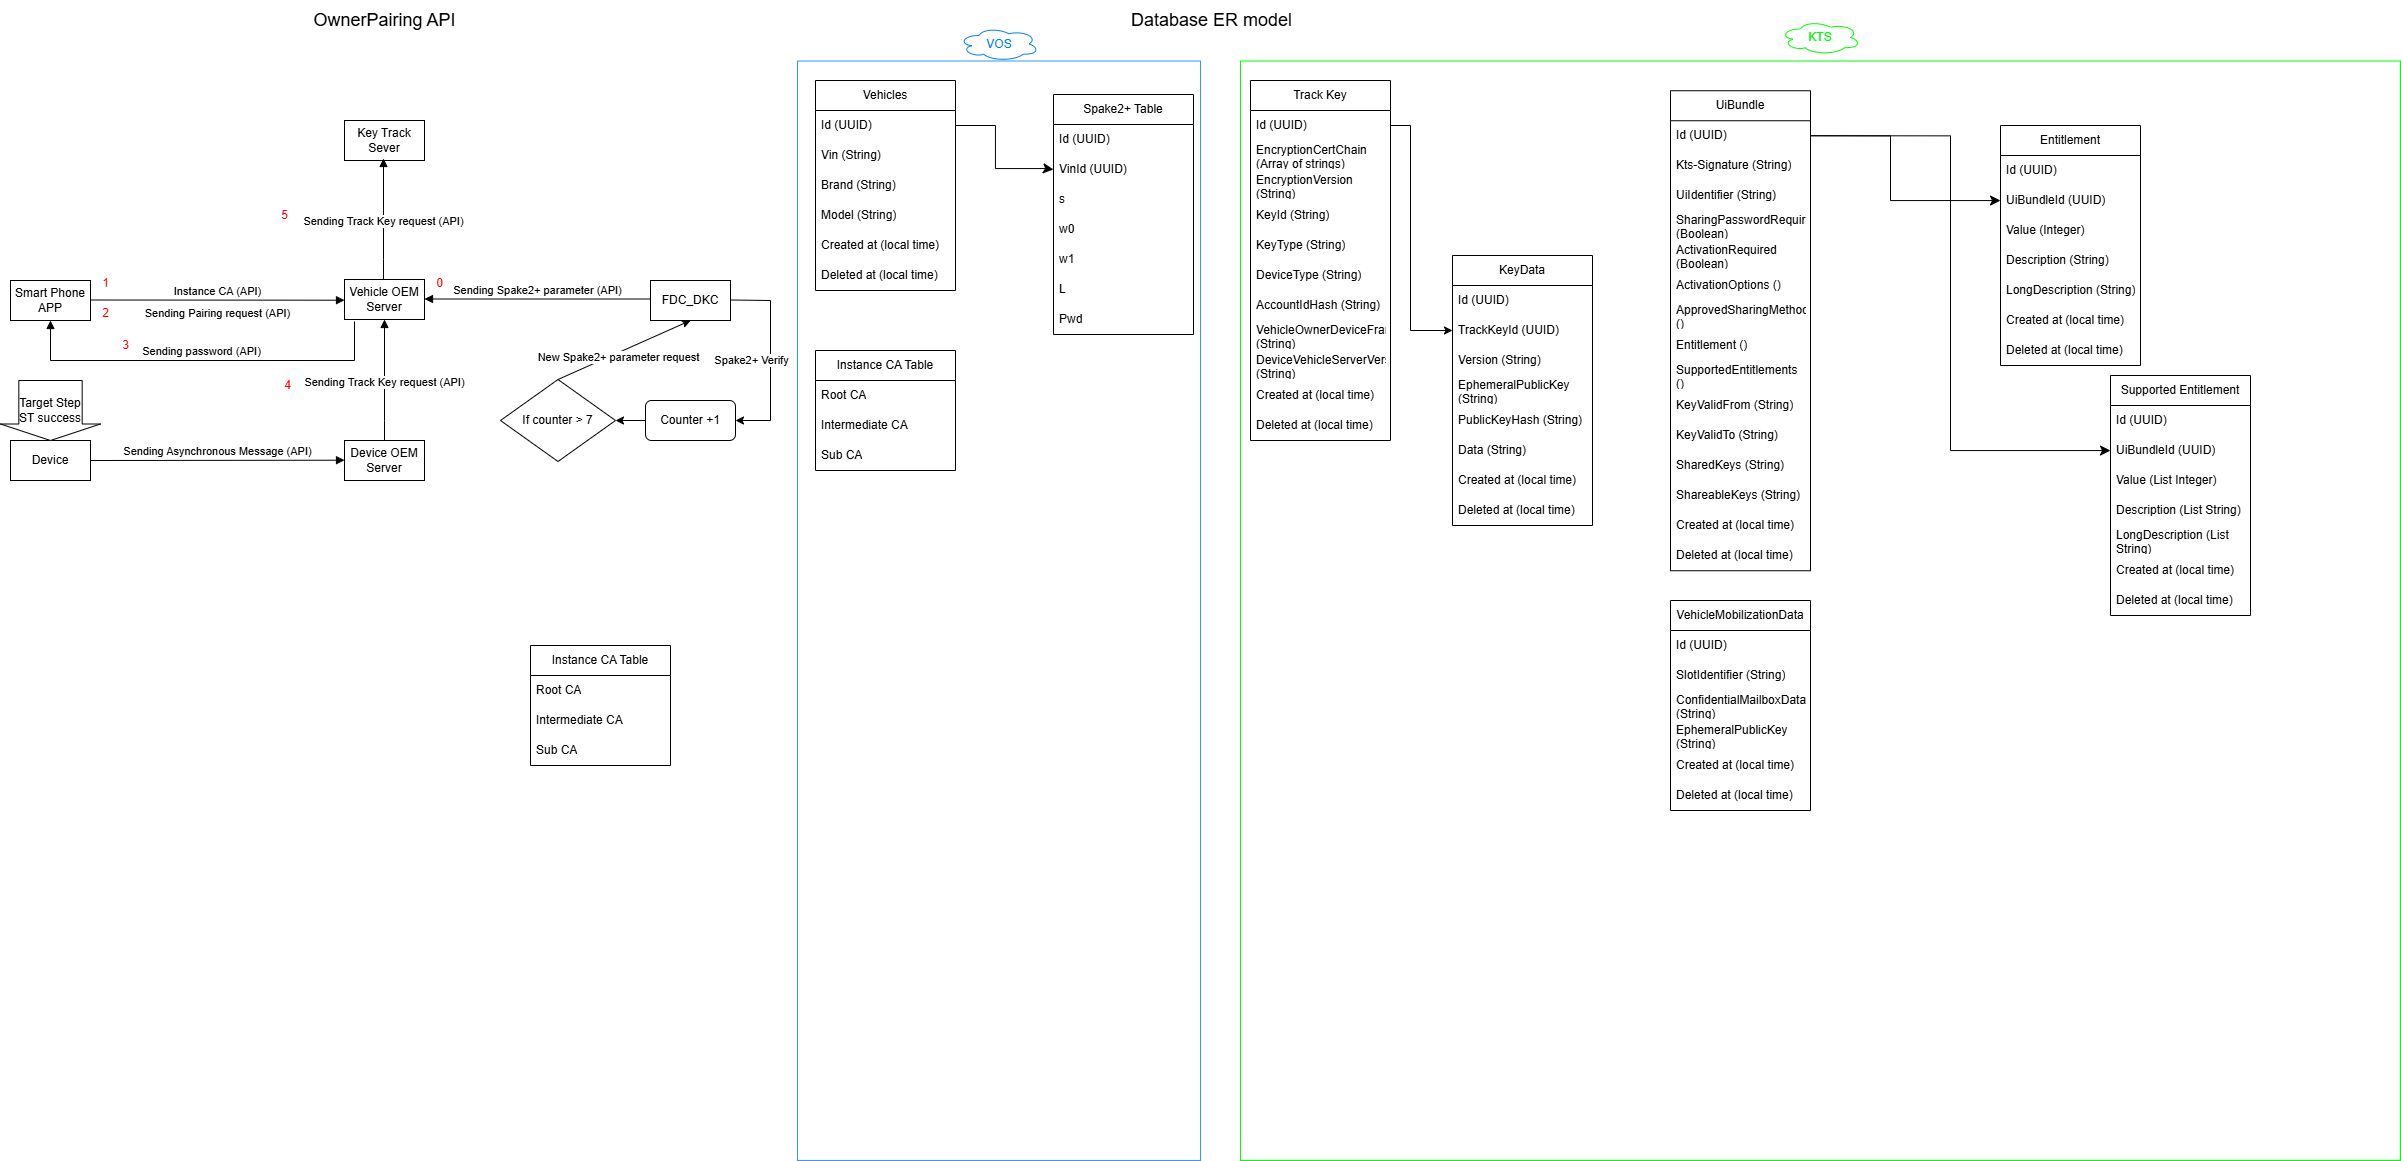 OwnerPairing API
Database ER model
VOS
KTS
Key Track
Sever
5
Sending Track Key request (API)
Smart Phone
APP
1
Instance CA (API)
2
Sending Pairing request (API)
3
Sending password (API)
Vehicle OEM
Server
0
Sending Spake2+ parameter (API)
FDC_DKC
New Spake2+ parameter request
Spake2+ Verify
4
Sending Track Key request (API)
Target Step
ST success
If counter > 7
Counter +1
Device
Sending Asynchronous Message (API)
Device OEM
Server
Instance CA Table
Root CA
Intermediate CA
Sub CA
Vehicles
Id (UUID)
Vin (String)
Brand (String)
Model (String)
Created at (local time)
Deleted at (local time)
Spake2+ Table
Id (UUID)
VinId (UUID)
s
w0
w1
L
Pwd
Instance CA Table
Root CA
Intermediate CA
Sub CA
Track Key
Id (UUID)
EncryptionCertChain
(Array of strings)
EncryptionVersion
(String)
KeyId (String)
KeyType (String)
DeviceType (String)
AccountIdHash (String)
VehicleOwnerDeviceFra
(String)
DeviceVehicleServerVer
(String)
Created at (local time)
Deleted at (local time)
KeyData
Id (UUID)
TrackKeyId (UUID)
Version (String)
EphemeralPublicKey
(String)
PublicKeyHash (String)
Data (String)
Created at (local time)
Deleted at (local time)
UiBundle
Id (UUID)
Kts-Signature (String)
UiIdentifier (String)
SharingPasswordRequir
(Boolean)
ActivationRequired
(Boolean)
ActivationOptions ()
ApprovedSharingMethod
()
Entitlement ()
SupportedEntitlements
()
KeyValidFrom (String)
KeyValidTo (String)
SharedKeys (String)
ShareableKeys (String)
Created at (local time)
Deleted at (local time)
VehicleMobilizationData
Id (UUID)
SlotIdentifier (String)
ConfidentialMailboxData
(String)
EphemeralPublicKey
(String)
Created at (local time)
Deleted at (local time)
Entitlement
Id (UUID)
UiBundleId (UUID)
Value (Integer)
Description (String)
LongDescription (String)
Created at (local time)
Deleted at (local time)
Supported Entitlement
Id (UUID)
UiBundleId (UUID)
Value (List Integer)
Description (List String)
LongDescription (List
String)
Created at (local time)
Deleted at (local time)